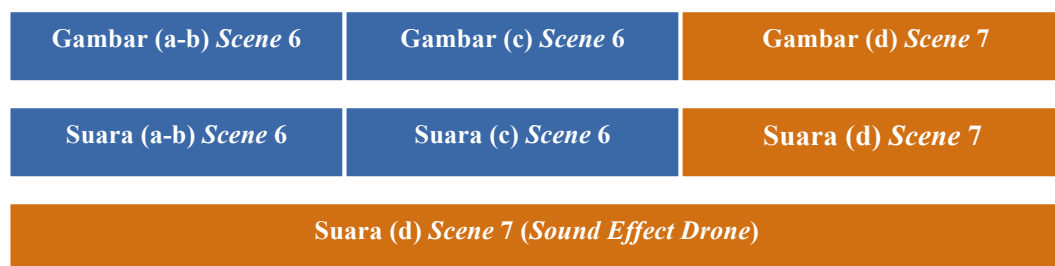 Gambar (a-b) Scene 6
Gambar (c) Scene 6
Gambar (d) Scene 7
Suara (a-b) Scene 6
Suara (c) Scene 6
Suara (d) Scene 7
Suara (d) Scene 7 (Sound Effect Drone)